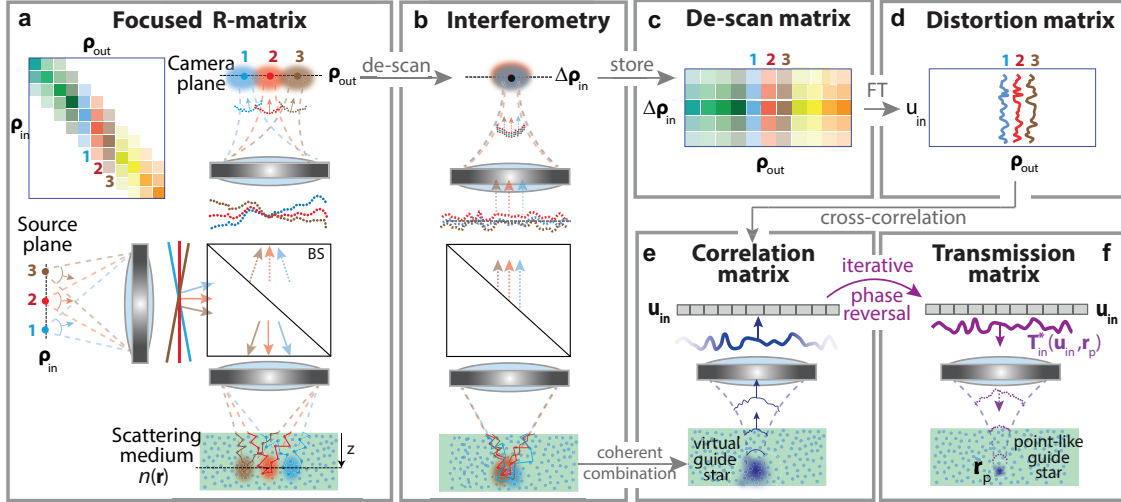 a Focused R-matrix
ρout
ρin
1
2
3
Camera plane
1 2 3
ρout
Source plane
3
2
1
ρin
BS
Scattering medium
n(r)
z
de-scan
b Interferometry
Δρin
store
c De-scan matrix
1 2 3
Δρin
ρout
FT
d Distortion matrix
1 2 3
uin
ρout
cross-correlation
coherent combination
e Correlation matrix
uin
virtual guide star
iterative phase reversal
Transmission matrix f
uin
T*in(uin,rp)
rp
point-like guide star